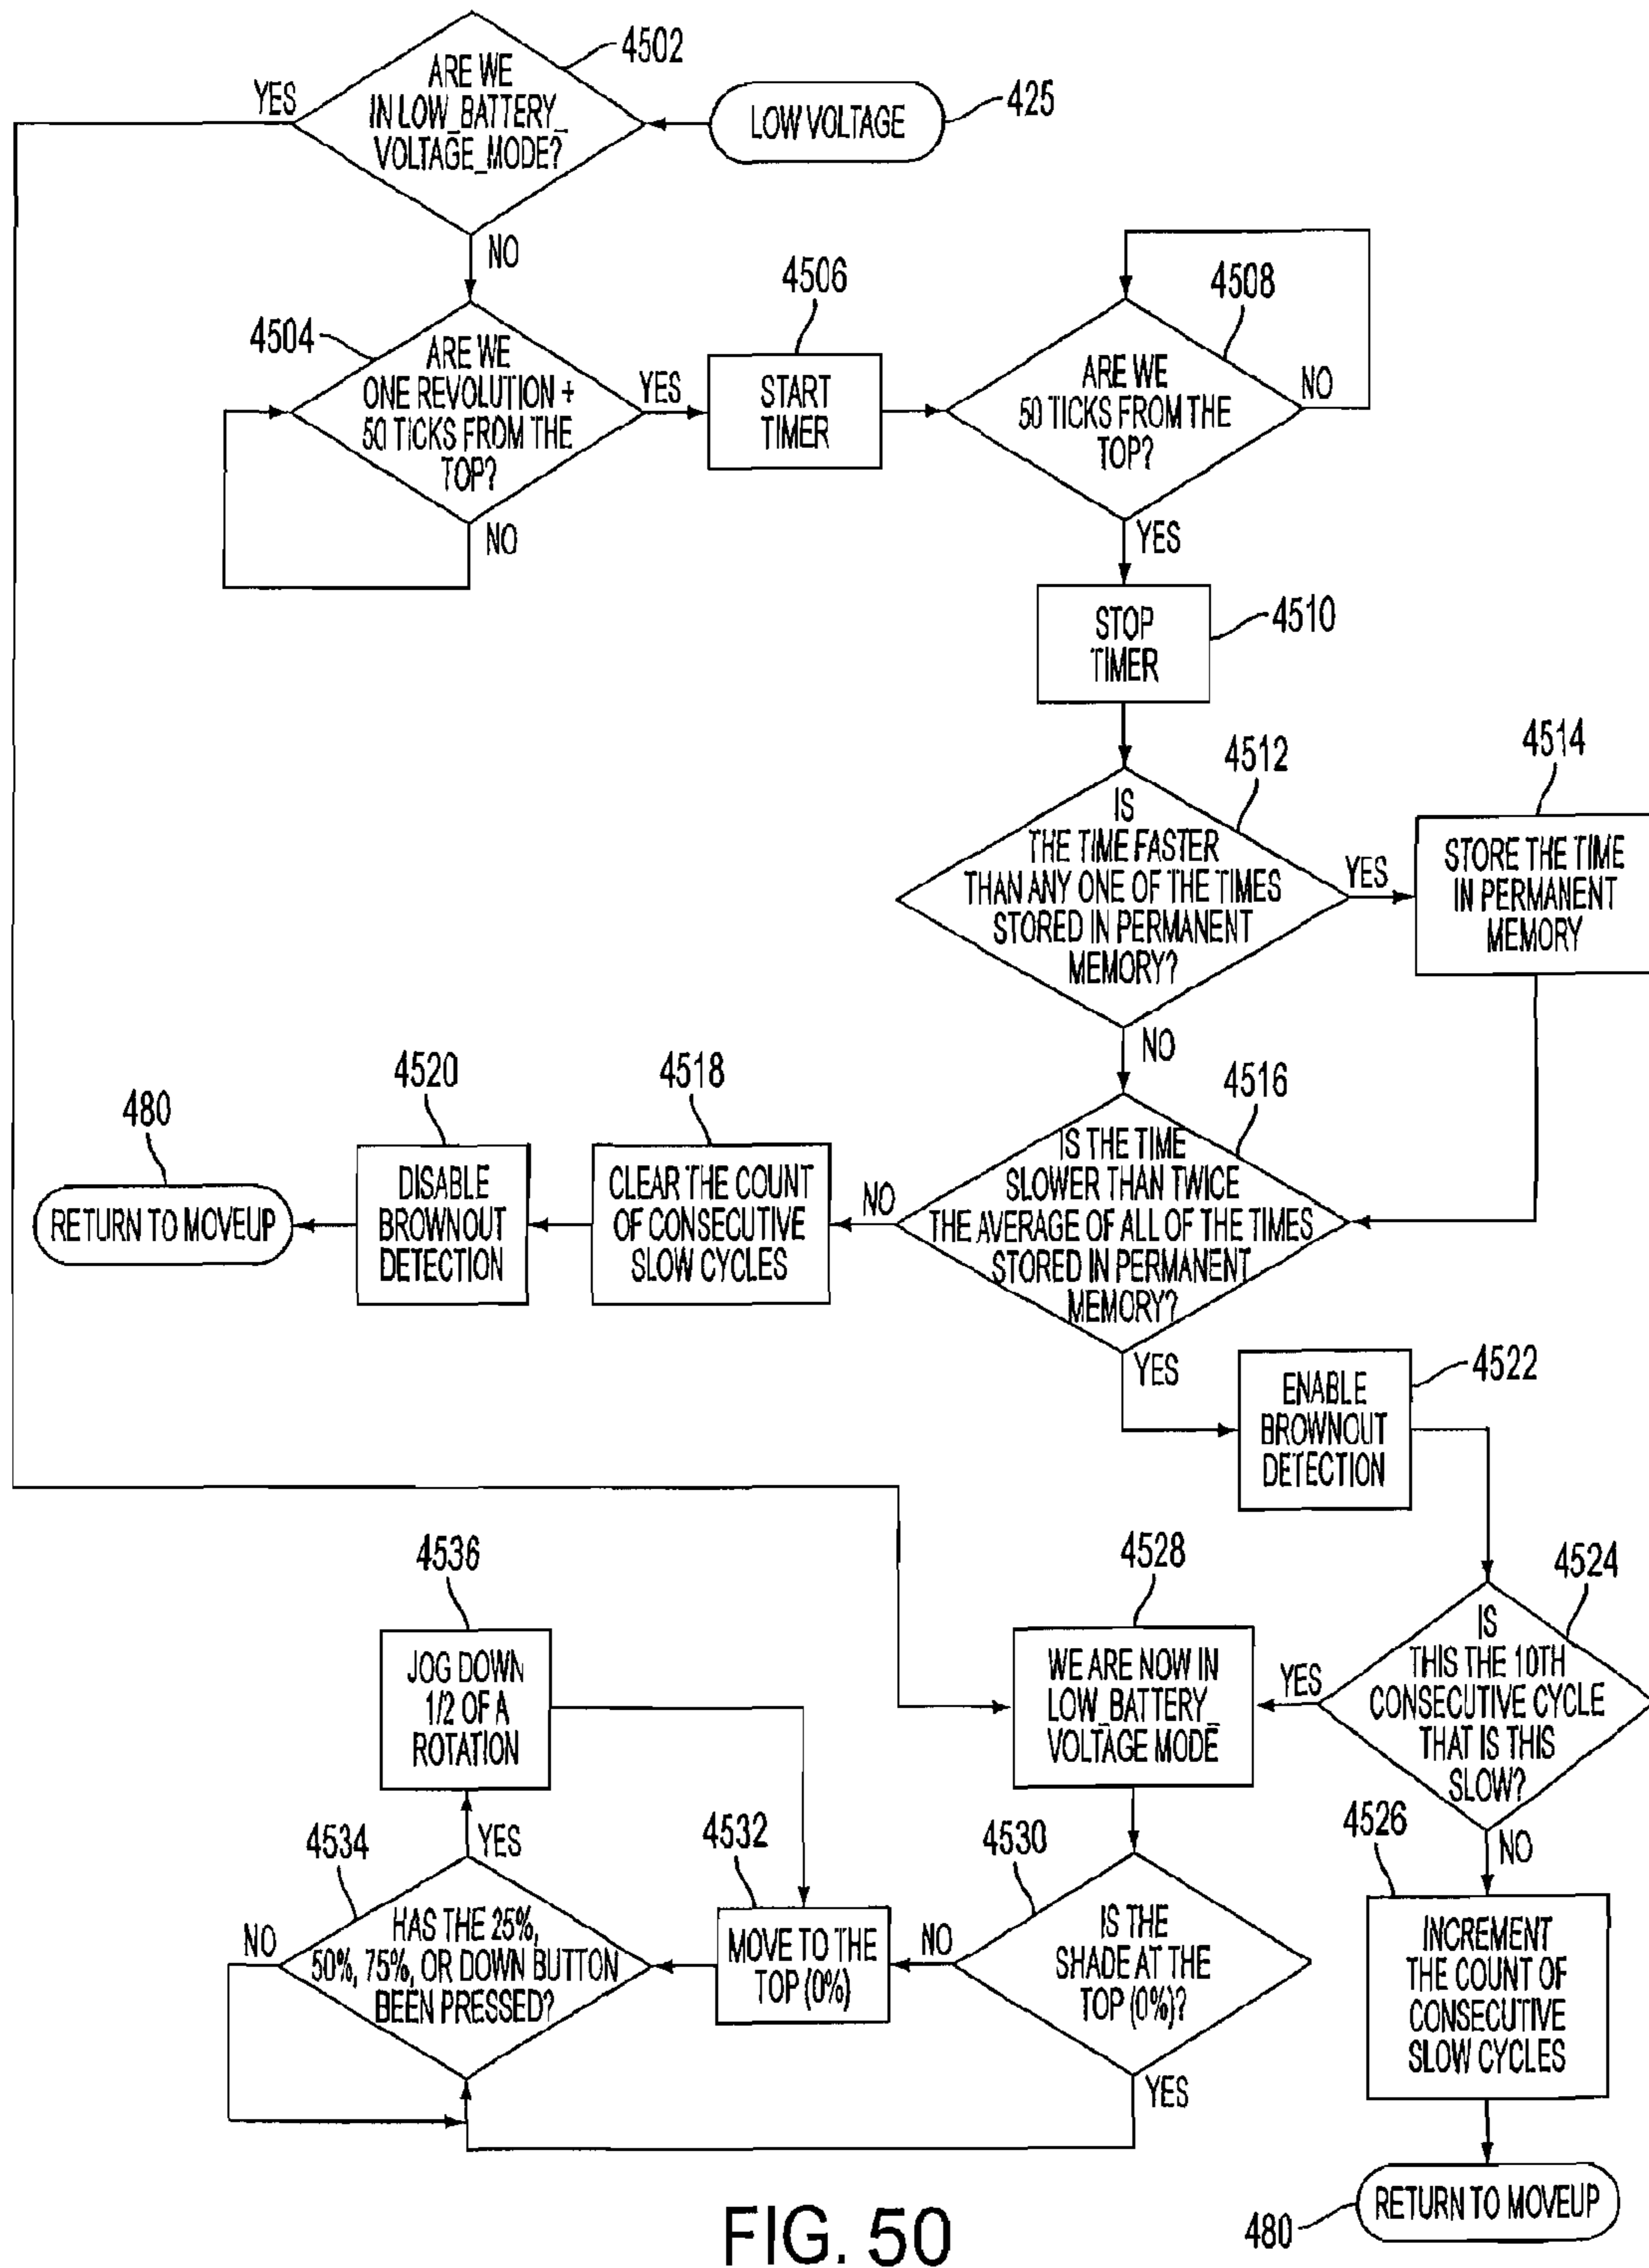 4502
ARE WE
IN LOW_BATTERY_
VOLTAGE_MODE?
YES
NO
LOW VOLTAGE
425
4504
ARE WE
ONE REVOLUTION +
50 TICKS FROM THE
TOP?
YES
NO
4506
START
TIMER
4508
ARE WE
50 TICKS FROM THE
TOP?
NO
YES
STOP
TIMER
4510
4512
IS
THE TIME FASTER
THAN ANY ONE OF THE TIMES
STORED IN PERMANENT
MEMORY?
YES
NO
4514
STORE THE TIME
IN PERMANENT
MEMORY
4516
IS THE TIME
SLOWER THAN TWICE
THE AVERAGE OF ALL OF THE TIMES
STORED IN PERMANENT
MEMORY?
NO
YES
4518
CLEAR THE COUNT
OF CONSECUTIVE
SLOW CYCLES
4520
DISABLE
BROWNOUT
DETECTION
480
RETURN TO MOVEUP
4522
ENABLE
BROWNOUT
DETECTION
4524
IS
THIS THE 10TH
CONSECUTIVE CYCLE
THAT IS THIS
SLOW?
YES
NO
4526
INCREMENT
THE COUNT OF
CONSECUTIVE
SLOW CYCLES
RETURN TO MOVEUP
480
4528
WE ARE NOW IN
LOW_BATTERY_
VOLTAGE MODE
4530
IS THE
SHADE AT THE
TOP (0%)?
NO
YES
4532
MOVE TO THE
TOP (0%)
4534
HAS THE 25%,
50%, 75%, OR DOWN BUTTON
BEEN PRESSED?
NO
YES
4536
JOG DOWN
1/2 OF A
ROTATION
FIG. 50